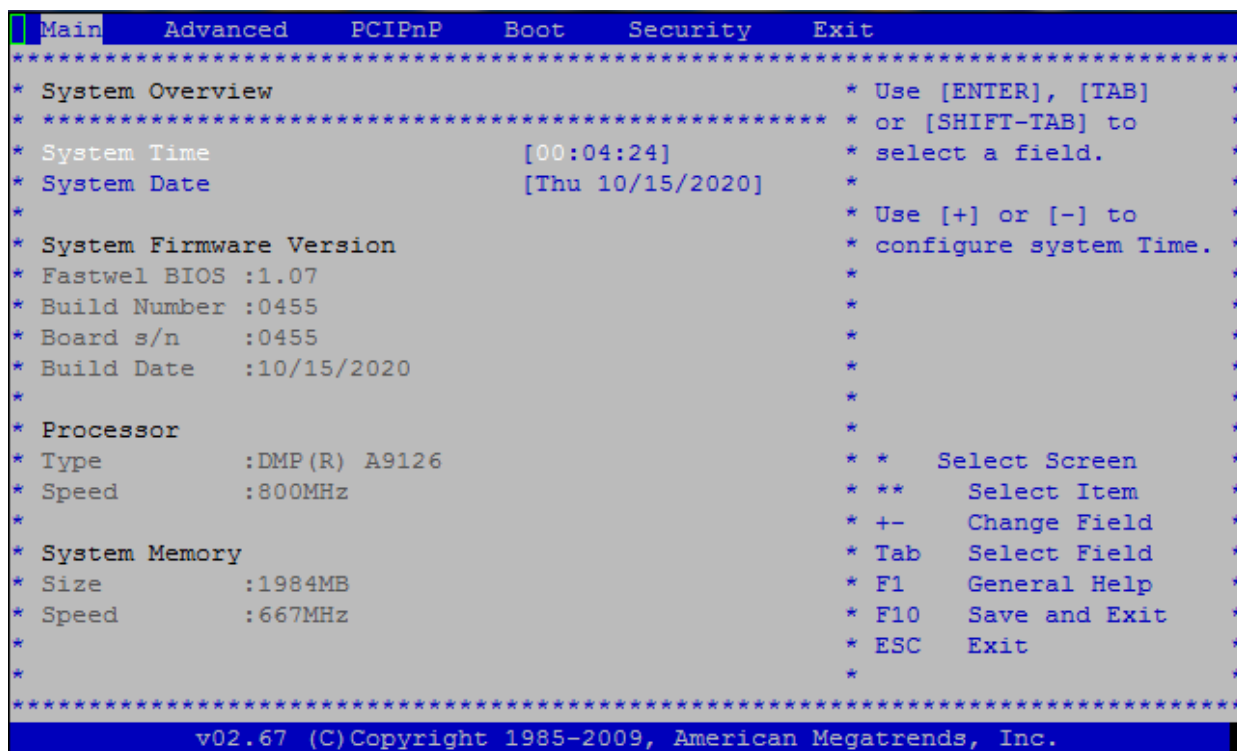 Main Advanced PCIPnP Boot Security Exit
********************************************************************************
* System Overview * Use [ENTER], [TAB] *
* *************************************************** * or [SHIFT-TAB] to *
* System Time [00:04:24] * select a field. *
* System Date [Thu 10/15/2020] * *
* * Use [+] or [-] to *
* System Firmware Version * configure system Time. *
* Fastwel BIOS :1.07 * *
* Build Number :0455 * *
* Board s/n :0455 * *
* Build Date :10/15/2020 * *
* * *
* Processor * *
* Type :DMP(R) A9126 * * Select Screen *
* Speed :800MHz * ** Select Item *
* * +- Change Field *
* System Memory * Tab Select Field *
* Size :1984MB * F1 General Help *
* Speed :667MHz * F10 Save and Exit *
* * ESC Exit *
* * *
********************************************************************************
v02.67 (C)Copyright 1985-2009, American Megatrends, Inc.